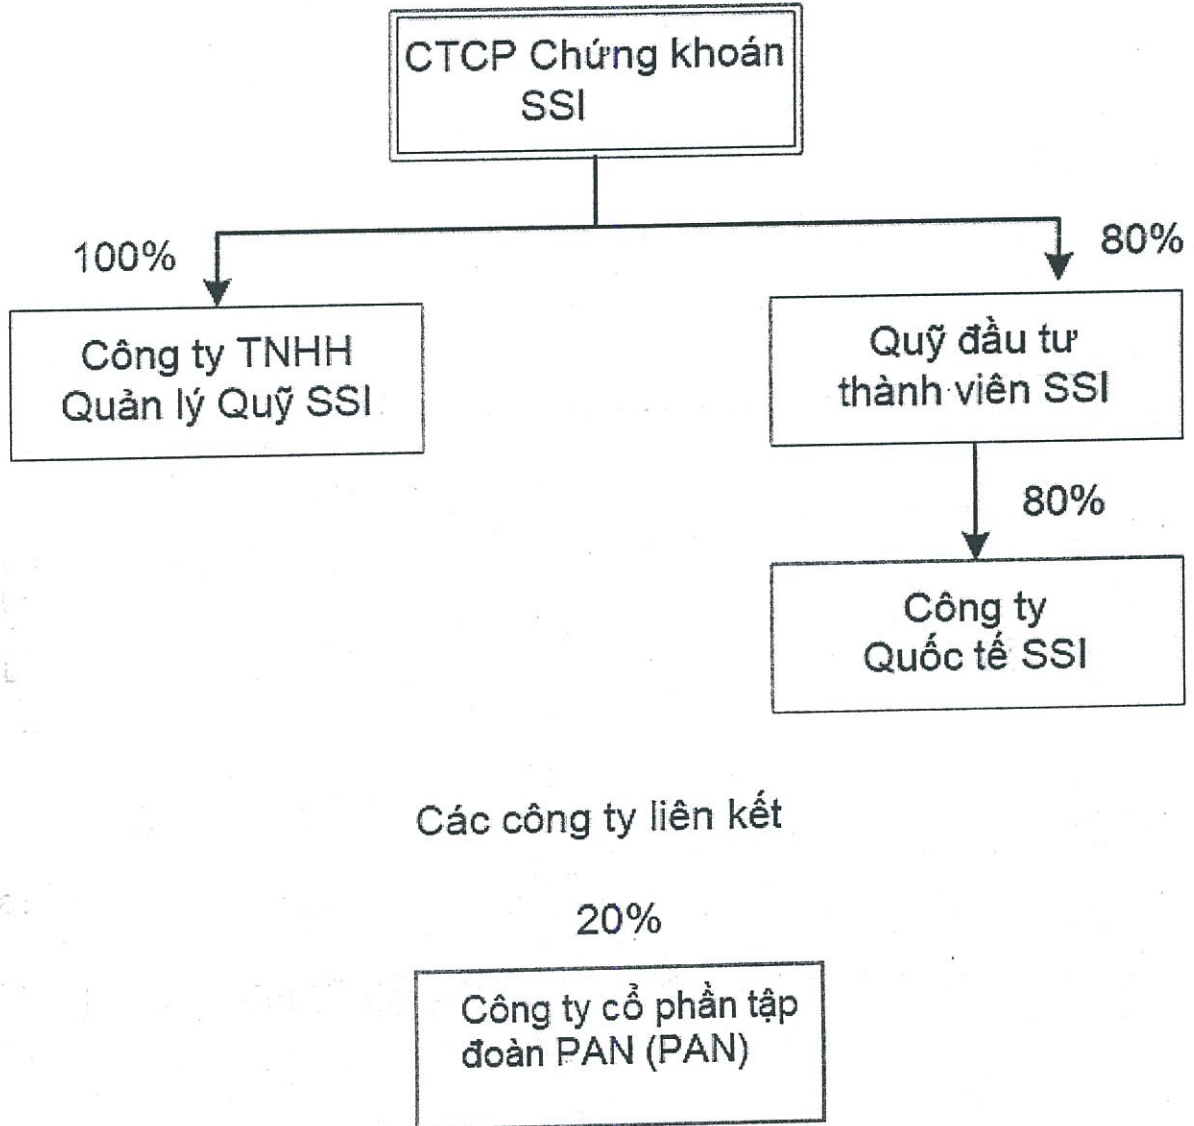 CTCP Chứng khoán
SSI
100%
80%
Công ty TNHH
Quản lý Quỹ SSI
Quỹ đầu tư
thành viên SSI
80%
Công ty
Quốc tế SSI
Các công ty liên kết
20%
Công ty cổ phần tập
đoàn PAN (PAN)